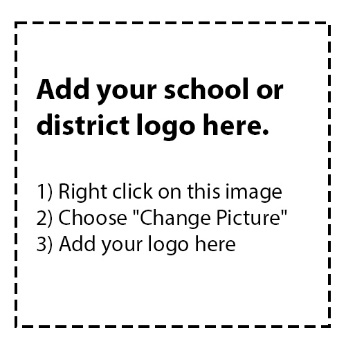 Add your school or
district logo here.
1) Right click on this image
2) Choose "Change Picture"
3) Add your logo here